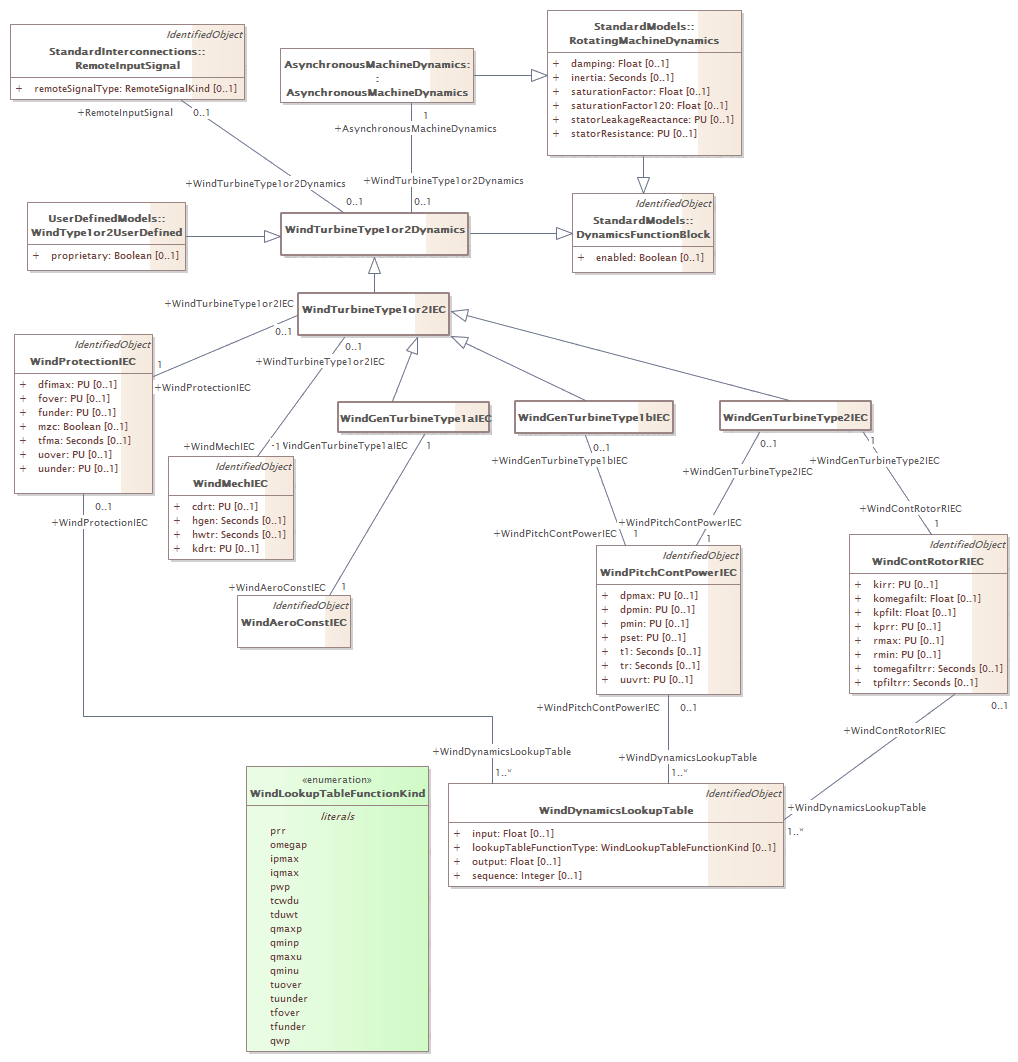 IdentifiedObject
StandardInterconnections::
RemoteInputSignal
+ remoteSignalType: RemoteSignalKind [0..1]
AsynchronousMachineDynamics:
:
AsynchronousMachineDynamics
StandardModels::
RotatingMachineDynamics
+ damping: Float [0..1]
+ inertia: Seconds [0..1]
+ saturationFactor: Float [0..1]
+ saturationFactor120: Float [0..1]
+ statorLeakageReactance: PU [0..1]
+ statorResistance: PU [0..1]
+RemoteInputSignal 0..1
1
+AsynchronousMachineDynamics
+WindTurbineType1or2Dynamics
0..1
+WindTurbineType1or2Dynamics
0..1
UserDefinedModels::
WindType1or2UserDefined
+ proprietary: Boolean [0..1]
WindTurbineType1or2Dynamics
IdentifiedObject
StandardModels::
DynamicsFunctionBlock
+ enabled: Boolean [0..1]
WindTurbineType1or2IEC
+WindTurbineType1or2IEC
0..1
0..1
+WindTurbineType1or2IEC
IdentifiedObject
WindProtectionIEC
+ dfimax: PU [0..1]
+ fover: PU [0..1]
+ funder: PU [0..1]
+ mzc: Boolean [0..1]
+ tfma: Seconds [0..1]
+ uover: PU [0..1]
+ uunder: PU [0..1]
1
+WindProtectionIEC
WindGenTurbineType1aIEC
WindGenTurbineType1bIEC
WindGenTurbineType2IEC
+WindMechIEC
1
WindGenTurbineType1aIEC
1
0..1
+WindGenTurbineType1bIEC
0..1
+WindGenTurbineType2IEC
1
+WindGenTurbineType2IEC
IdentifiedObject
WindMechIEC
+ cdrt: PU [0..1]
+ hgen: Seconds [0..1]
+ hwtr: Seconds [0..1]
+ kdrt: PU [0..1]
0..1
+WindProtectionIEC
+WindPitchContPowerIEC
1
+WindPitchContPowerIEC
1
+WindContRotorRIEC
1
+WindAeroConstIEC
1
IdentifiedObject
WindAeroConstIEC
IdentifiedObject
WindPitchContPowerIEC
+ dpmax: PU [0..1]
+ dpmin: PU [0..1]
+ pmin: PU [0..1]
+ pset: PU [0..1]
+ t1: Seconds [0..1]
+ tr: Seconds [0..1]
+ uuvrt: PU [0..1]
IdentifiedObject
WindContRotorRIEC
+ kirr: PU [0..1]
+ komegafilt: Float [0..1]
+ kpfilt: Float [0..1]
+ kprr: PU [0..1]
+ rmax: PU [0..1]
+ rmin: PU [0..1]
+ tomegafiltrr: Seconds [0..1]
+ tpfiltrr: Seconds [0..1]
+WindPitchContPowerIEC 0..1
0..1
+WindContRotorRIEC
+WindDynamicsLookupTable
1..*
+WindDynamicsLookupTable
1..*
+WindDynamicsLookupTable
1..*
IdentifiedObject
WindDynamicsLookupTable
+ input: Float [0..1]
+ lookupTableFunctionType: WindLookupTableFunctionKind [0..1]
+ output: Float [0..1]
+ sequence: Integer [0..1]
«enumeration»
WindLookupTableFunctionKind
literals
prr
omegap
ipmax
iqmax
pwp
tcwdu
tduwt
qmaxp
qminp
qmaxu
qminu
tuover
tuunder
tfover
tfunder
qwp